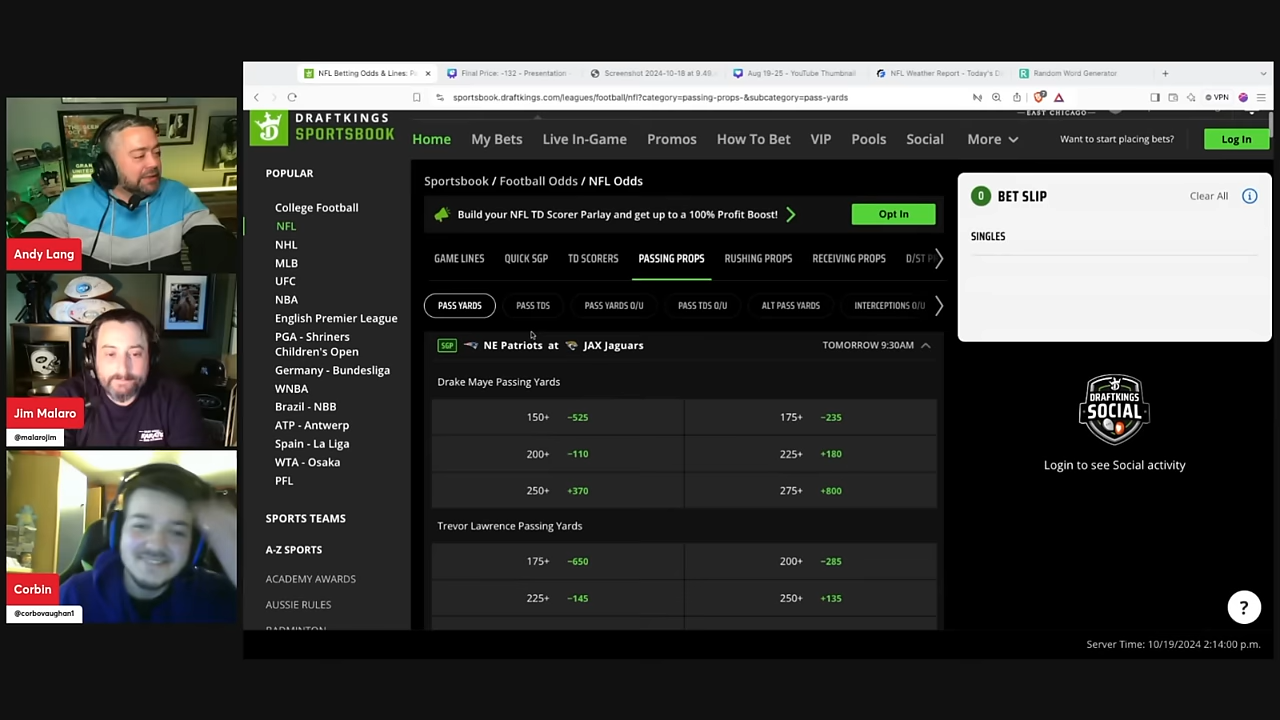 Andy Lang
Jim Malaro
@malarojim
Corbin
@corbovaughan1
NFL Betting Odds & Lines: P
Final Price: -132 - Presentation
Screenshot 2024-10-18 at 9.49
Aug 19-25 - YouTube Thumbnail
NFL Weather Report - Today's D
Random Word Generator
sportsbook.draftkings.com/leagues/football/nfl?category=passing-props-&subcategory=pass-yards
VPN
DRAFTKINGS
SPORTSBOOK
EAST CHICAGO
Home My Bets Live In-Game Promos How To Bet VIP Pools Social More Want to start placing bets? Log In
POPULAR
College Football
NFL
NHL
MLB
UFC
NBA
English Premier League
PGA - Shriners
Children's Open
Germany - Bundesliga
WNBA
Brazil - NBB
ATP - Antwerp
Spain - La Liga
WTA - Osaka
PFL
SPORTS TEAMS
A-Z SPORTS
ACADEMY AWARDS
AUSSIE RULES
BADMINTON
Sportsbook / Football Odds / NFL Odds
Build your NFL TD Scorer Parlay and get up to a 100% Profit Boost! Opt In
GAME LINES QUICK SGP TD SCORERS PASSING PROPS RUSHING PROPS RECEIVING PROPS D/ST P
PASS YARDS PASS TDS PASS YARDS O/U PASS TDS O/U ALT PASS YARDS INTERCEPTIONS O/U
SGP NE Patriots at JAX Jaguars TOMORROW 9:30AM
Drake Maye Passing Yards
150+ −525 175+ −235
200+ −110 225+ +180
250+ +370 275+ +800
Trevor Lawrence Passing Yards
175+ −650 200+ −285
225+ −145 250+ +135
0 BET SLIP Clear All
SINGLES
DRAFTKINGS
SOCIAL
Login to see Social activity
?
Server Time: 10/19/2024 2:14:00 p.m.